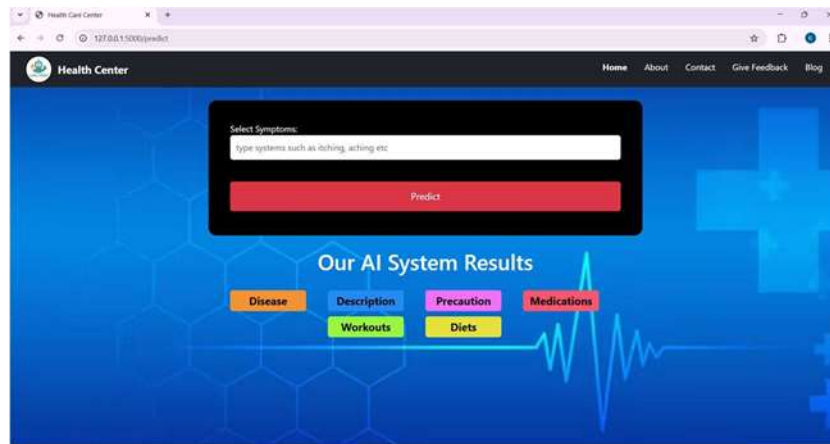 Health Care Center
127.0.0.1:5000/predict
Health Center
Home About Contact Give Feedback Blog
Select Symptoms:
type systems such as itching, aching etc
Predict
Our AI System Results
Disease Description Precaution Medications
Workouts Diets